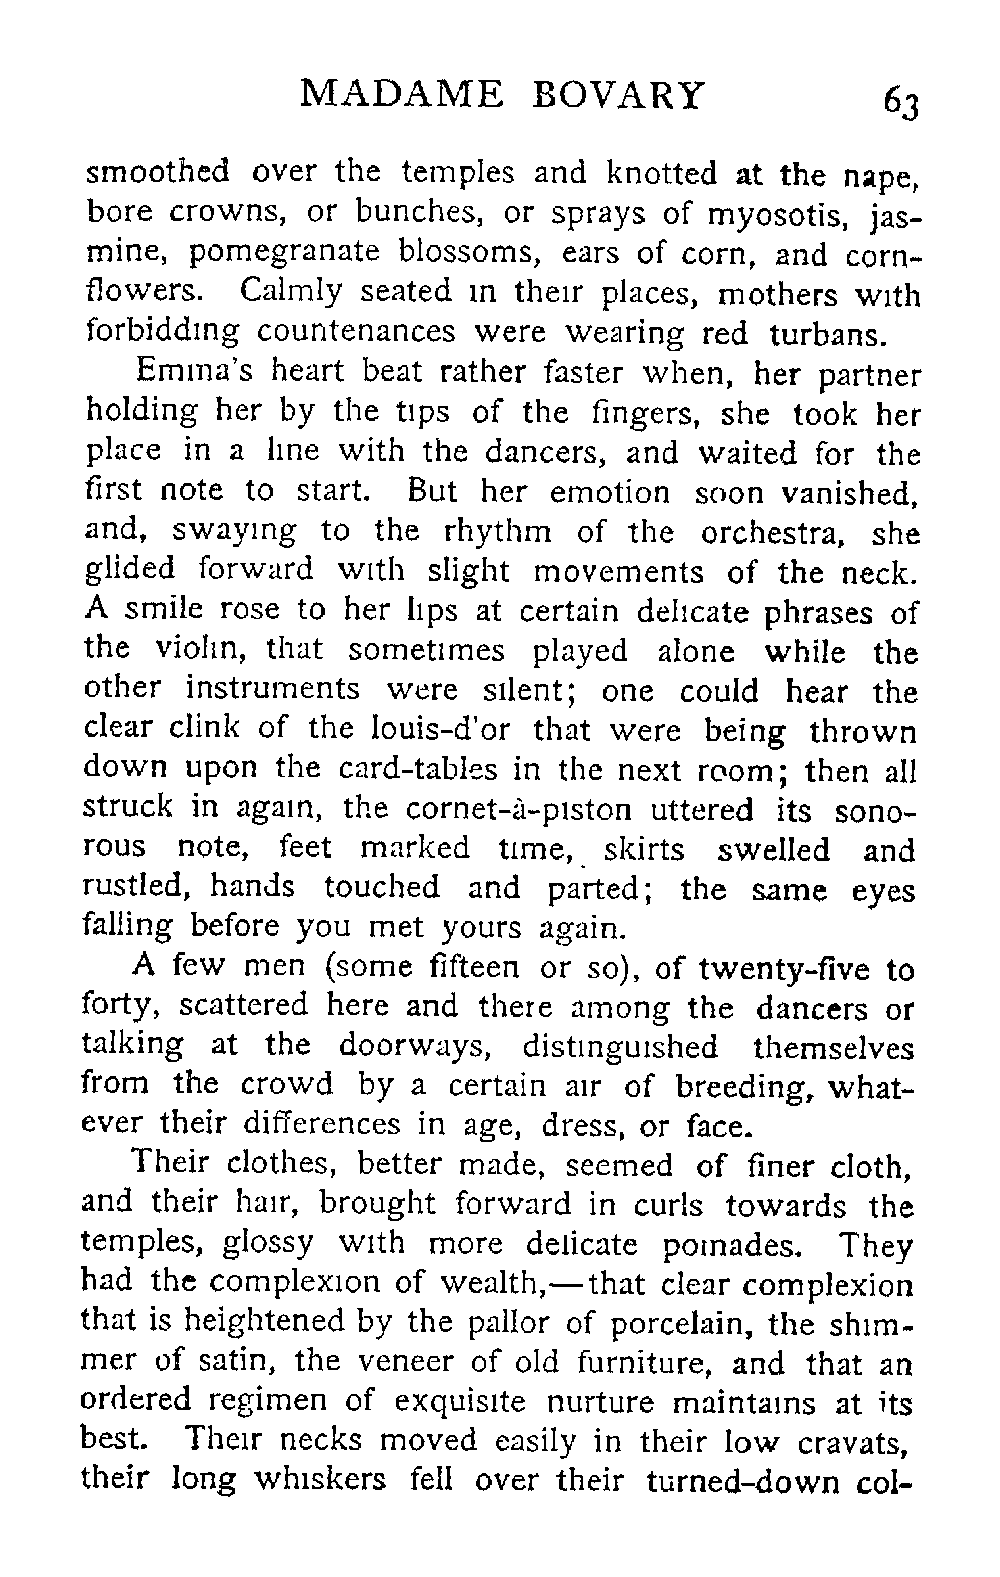 MADAME BOVARY 63
smoothed over the temples and knotted at the nape,
bore crowns, or bunches, or sprays of myosotis, jas-
mine, pomegranate blossoms, ears of corn, and corn-
flowers. Calmly seated in their places, mothers with
forbidding countenances were wearing red turbans.
Emma's heart beat rather faster when, her partner
holding her by the tips of the fingers, she took her
place in a line with the dancers, and waited for the
first note to start. But her emotion soon vanished,
and, swaying to the rhythm of the orchestra, she
glided forward with slight movements of the neck.
A smile rose to her lips at certain delicate phrases of
the violin, that sometimes played alone while the
other instruments were silent; one could hear the
clear clink of the louis-d'or that were being thrown
down upon the card-tables in the next room; then all
struck in again, the cornet-à-piston uttered its sono-
rous note, feet marked time, skirts swelled and
rustled, hands touched and parted; the same eyes
falling before you met yours again.
A few men (some fifteen or so), of twenty-five to
forty, scattered here and there among the dancers or
talking at the doorways, distinguished themselves
from the crowd by a certain air of breeding, what-
ever their differences in age, dress, or face.
Their clothes, better made, seemed of finer cloth,
and their hair, brought forward in curls towards the
temples, glossy with more delicate pomades. They
had the complexion of wealth,—that clear complexion
that is heightened by the pallor of porcelain, the shim-
mer of satin, the veneer of old furniture, and that an
ordered regimen of exquisite nurture maintains at its
best. Their necks moved easily in their low cravats,
their long whiskers fell over their turned-down col-